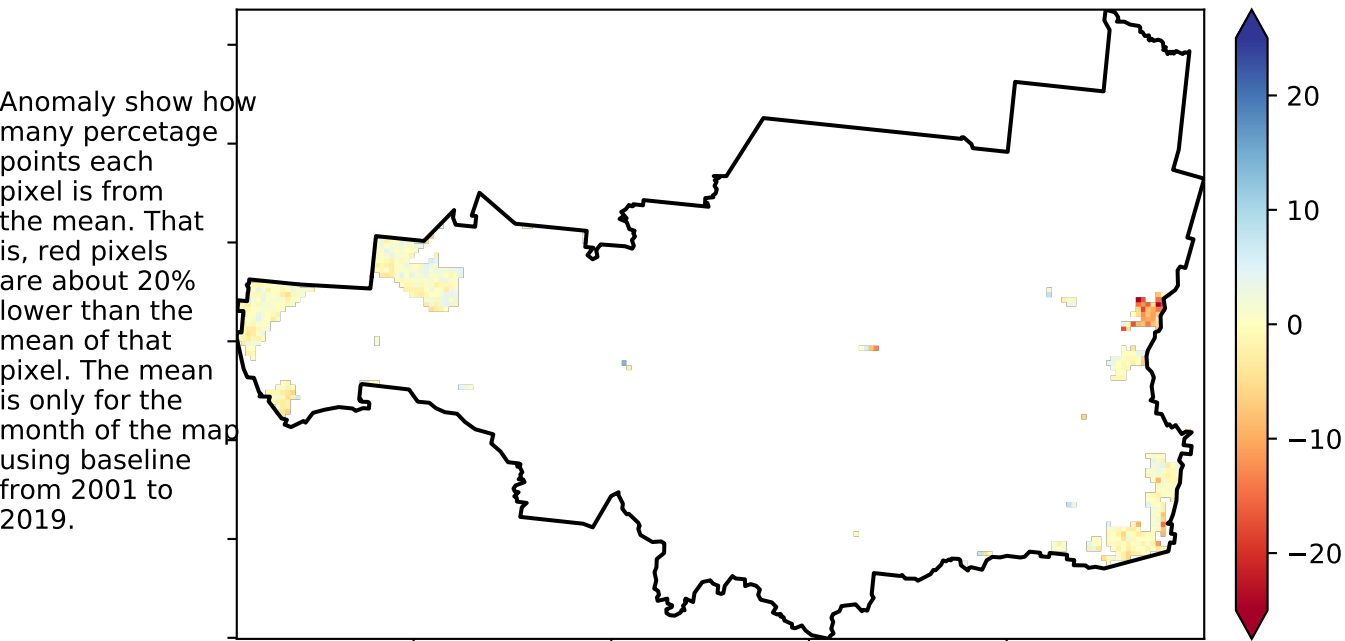 Anomaly show how
many percetage
points each
pixel is from
the mean. That
is, red pixels
are about 20%
lower than the
mean of that
pixel. The mean
is only for the
month of the map
using baseline
from 2001 to
2019.
20
10
0
−10
−20